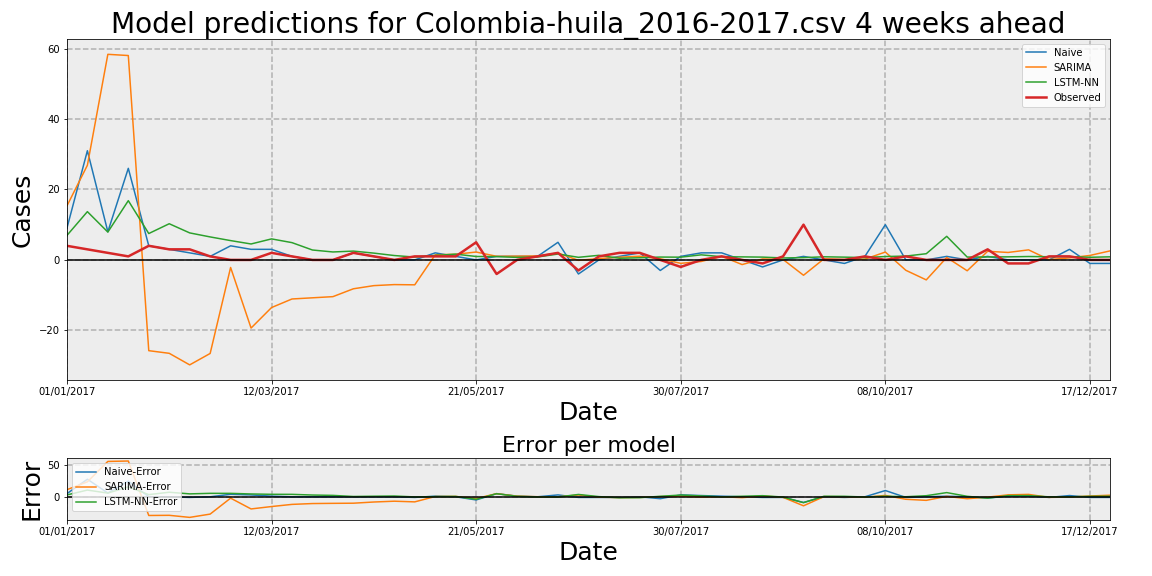 Model predictions for Colombia-huila_2016-2017.csv 4 weeks ahead
60
40
20
0
−20
Cases
Naive
SARIMA
LSTM-NN
Observed
01/01/2017 12/03/2017 21/05/2017 30/07/2017 08/10/2017 17/12/2017
Date
Error per model
50
0
Error
Naive-Error
SARIMA-Error
LSTM-NN-Error
01/01/2017 12/03/2017 21/05/2017 30/07/2017 08/10/2017 17/12/2017
Date